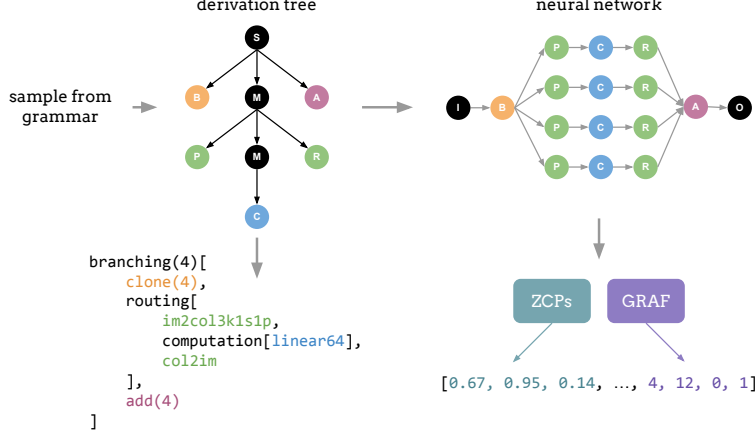 derivation tree
neural network
sample from
grammar
S
B
M
A
P
M
R
C
I
B
P
C
R
P
C
R
P
C
R
P
C
R
A
O
branching(4)[
clone(4),
routing[
im2col3k1s1p,
computation[linear64],
col2im
],
add(4)
]
ZCPs
GRAF
[0.67, 0.95, 0.14, …, 4, 12, 0, 1]